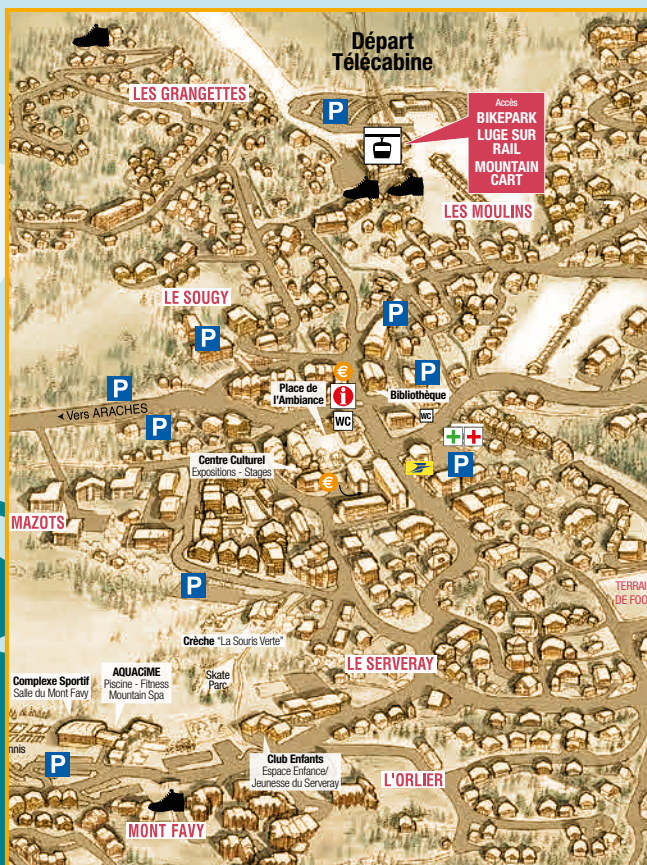 Départ
Télécabine
LES GRANGETTES
P
Accès
BIKEPARK
LUGE SUR
RAIL
MOUNTAIN
CART
LES MOULINS
LE SOUGY
P
P
P
P
€
Place de
l'Ambiance
i
Bibliothèque
Vers ARACHES
P
WC
WC
Centre Culturel
Expositions - Stages
P
€
MAZOTS
P
TERRAI
DE FOO
Crèche "La Souris Verte"
LE SERVERAY
Complexe Sportif
Salle du Mont Favy
AQUACiME
Piscine - Fitness
Mountain Spa
Skate
Parc
nnis
P
Club Enfants
Espace Enfance/
Jeunesse du Serveray
L'ORLIER
MONT FAVY